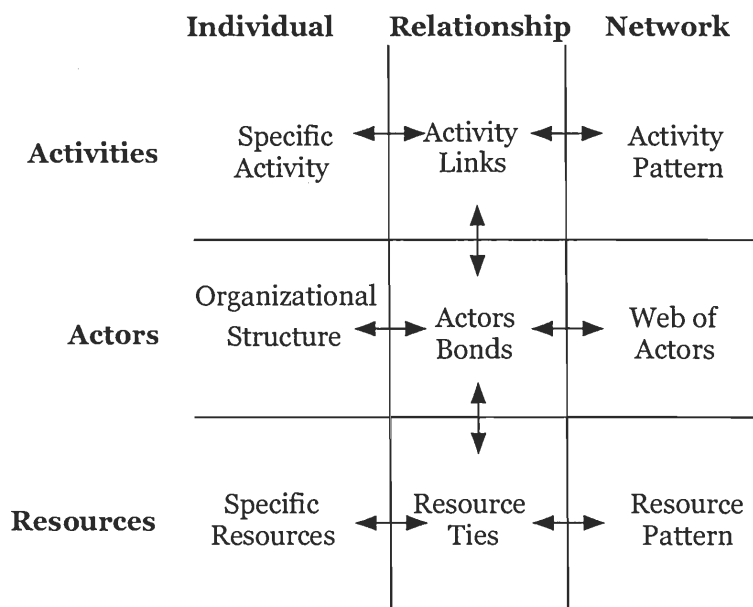 Individual Relationship Network
Activities
Specific
Activity
Activity
Links
Activity
Pattern
Actors
Organizational
Structure
Actors
Bonds
Web of
Actors
Resources
Specific
Resources
Resource
Ties
Resource
Pattern